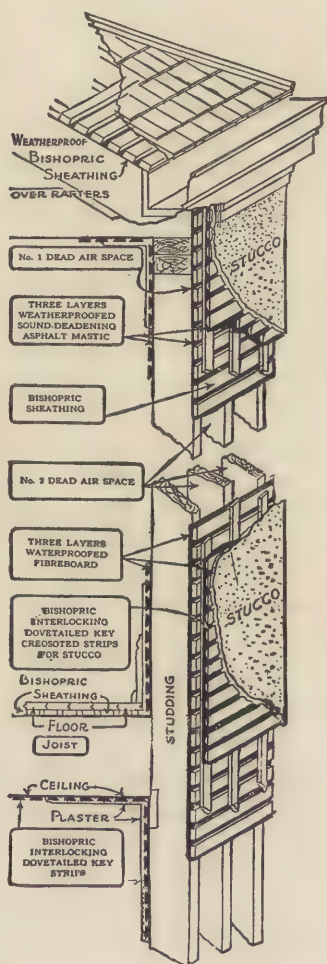 WEATHERPROOF
BISHOPRIC
SHEATHING
OVER RAFTERS
STUCCO
No. 1 DEAD AIR SPACE
THREE LAYERS
WEATHERPROOFED
SOUND-DEADENING
ASPHALT MASTIC
BISHOPRIC
SHEATHING
No. 2 DEAD AIR SPACE
THREE LAYERS
WATERPROOFED
FIBREBOARD
STUCCO
BISHOPRIC
INTERLOCKING
DOVETAILED KEY
CREOSOTED STRIPS
FOR STUCCO
BISHOPRIC
SHEATHING
FLOOR
JOIST
STUDDING
CEILING
PLASTER
BISHOPRIC
INTERLOCKING
DOVETAILED KEY
STRIPS